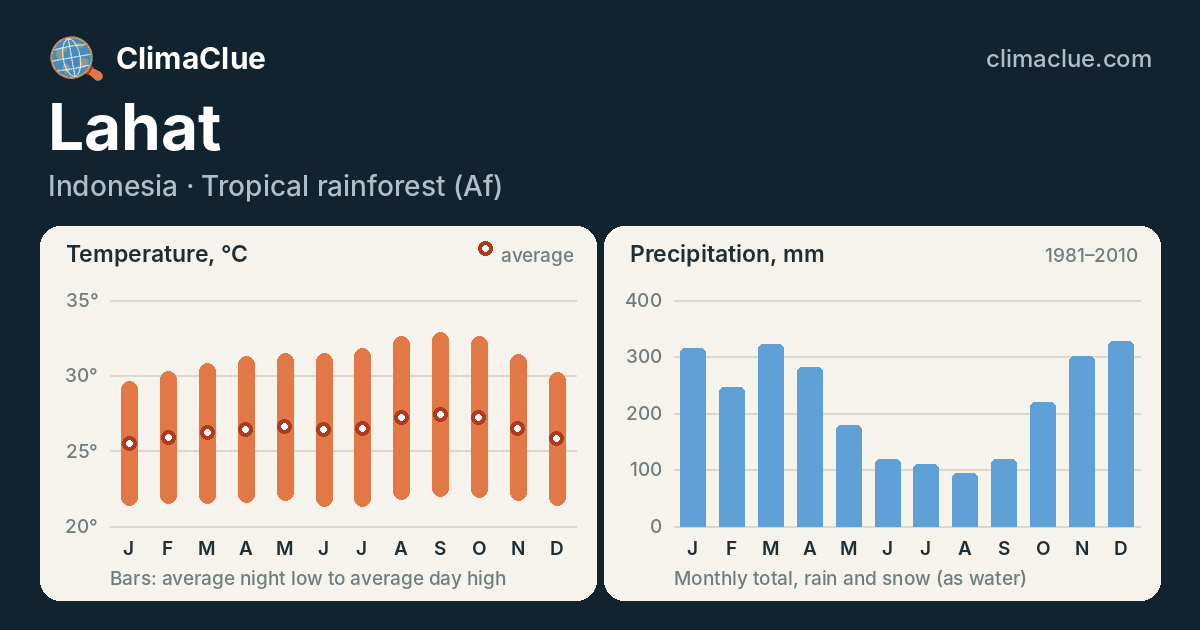 ClimaClue
climaclue.com
Lahat
Indonesia · Tropical rainforest (Af)
Temperature, °C
average
35°
30°
25°
20°
J F M A M J J A S O N D
Bars: average night low to average day high
Precipitation, mm
1981–2010
400
300
200
100
0
J F M A M J J A S O N D
Monthly total, rain and snow (as water)